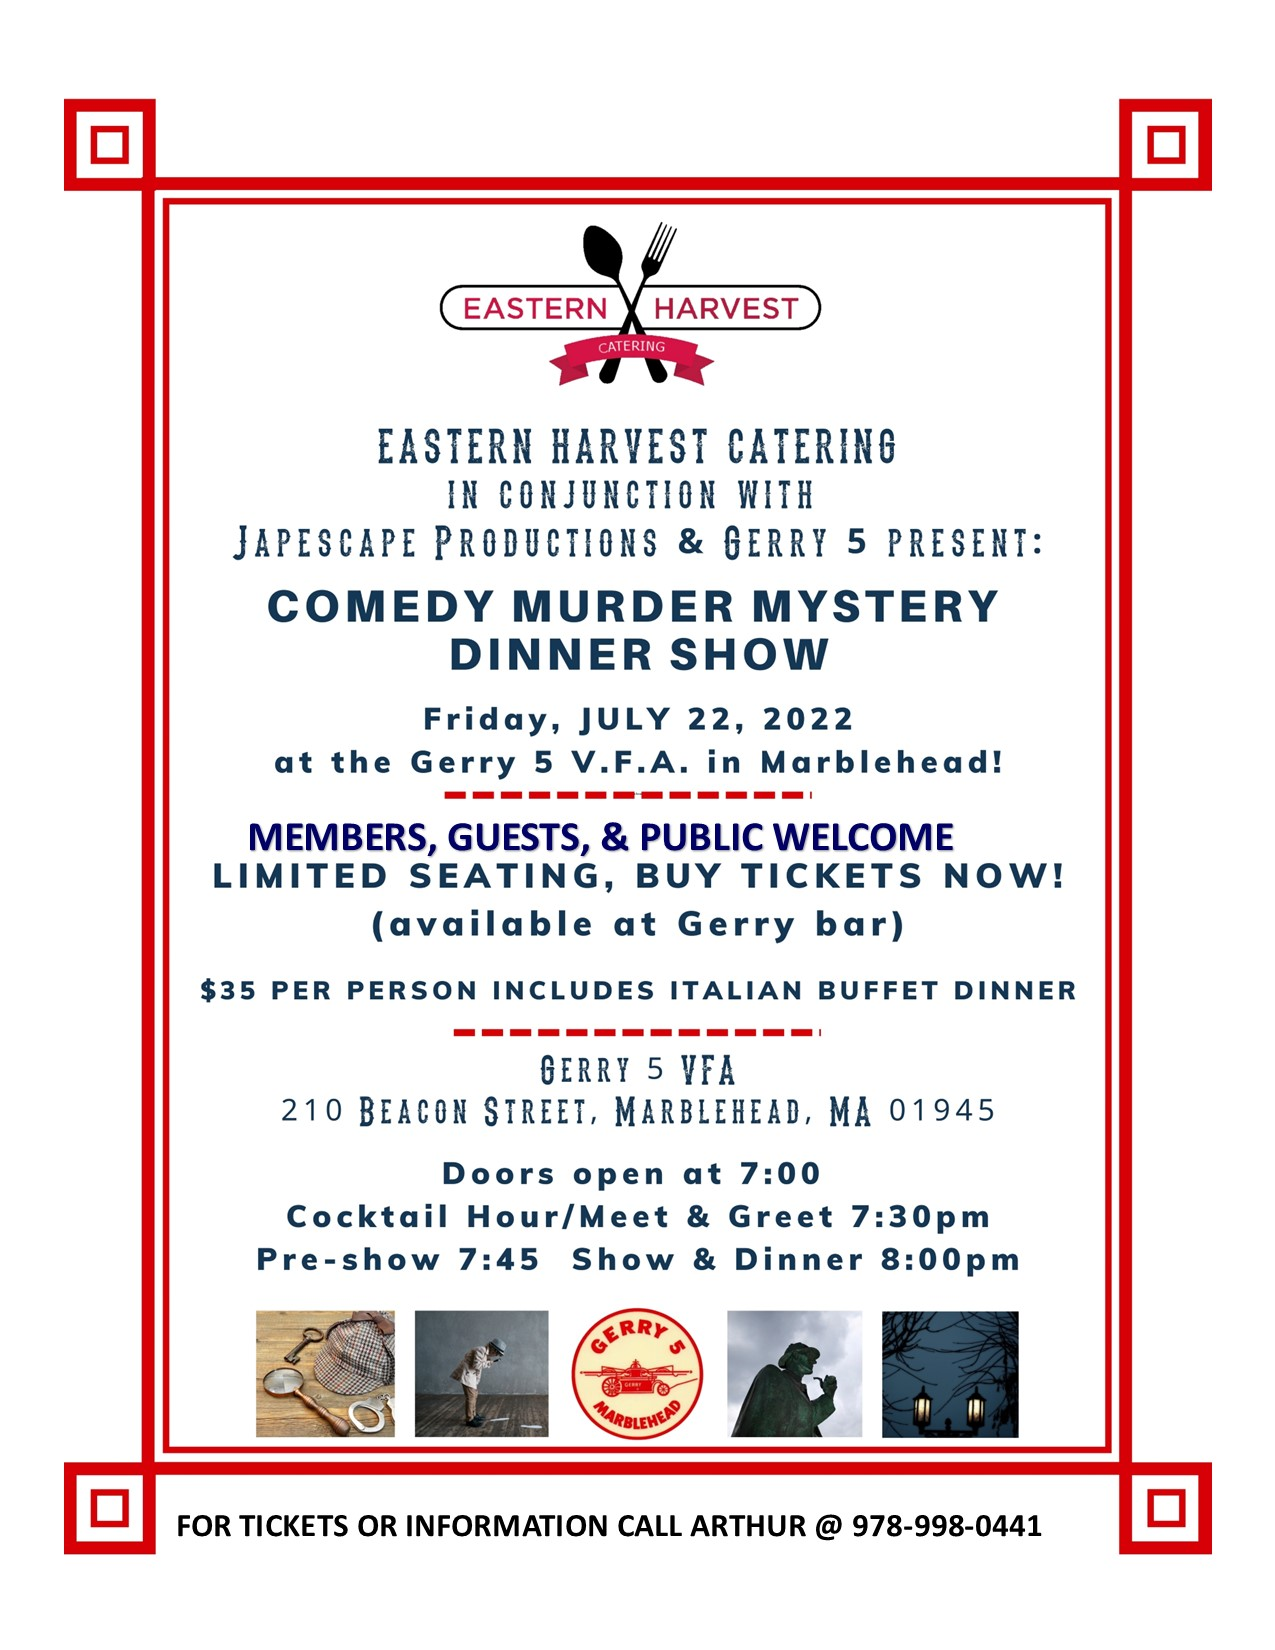 EASTERN HARVEST
CATERING
EASTERN HARVEST CATERING
IN CONJUNCTION WITH
JAPESCAPE PRODUCTIONS & GERRY 5 PRESENT:
COMEDY MURDER MYSTERY
DINNER SHOW
Friday, JULY 22, 2022
at the Gerry 5 V.F.A. in Marblehead!
MEMBERS, GUESTS, & PUBLIC WELCOME
LIMITED SEATING, BUY TICKETS NOW!
(available at Gerry bar)
$35 PER PERSON INCLUDES ITALIAN BUFFET DINNER
GERRY 5 VFA
210 BEACON STREET, MARBLEHEAD, MA 01945
Doors open at 7:00
Cocktail Hour/Meet & Greet 7:30pm
Pre-show 7:45 Show & Dinner 8:00pm
GERRY 5
GERRY
MARBLEHEAD
FOR TICKETS OR INFORMATION CALL ARTHUR @ 978-998-0441